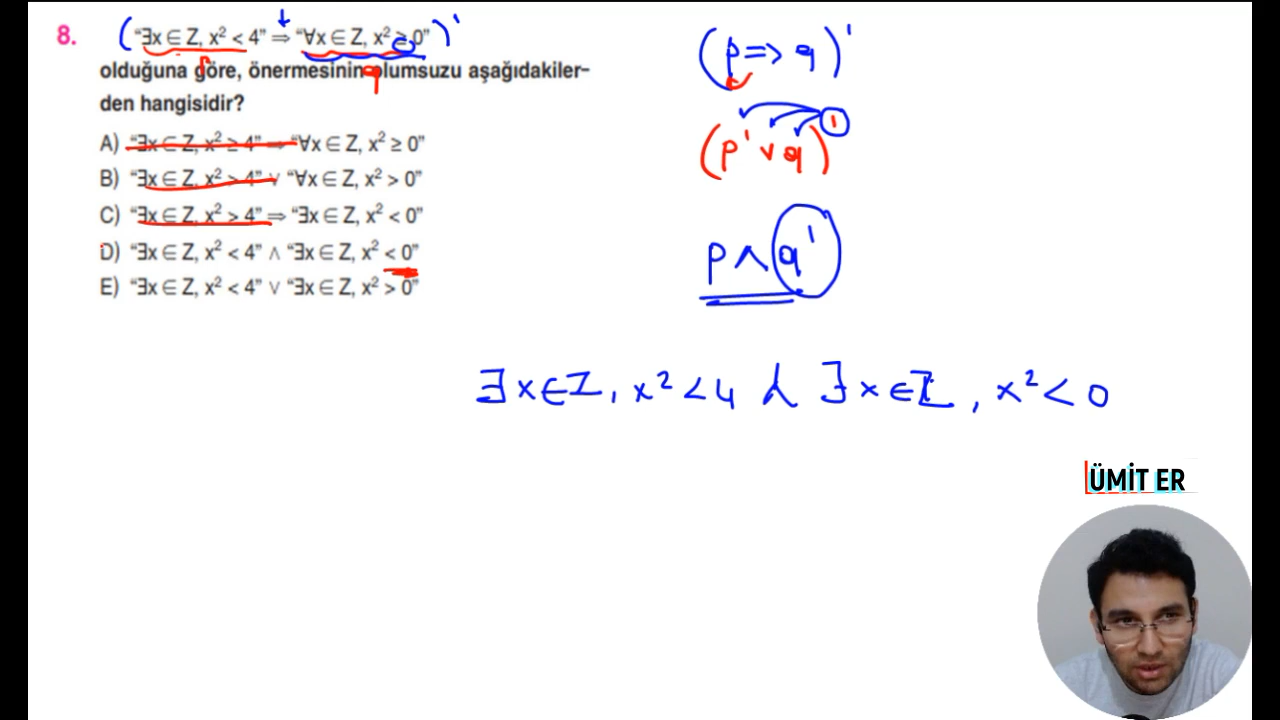 8. ("∃x ∈ Z, x² < 4" ⇒ "∀x ∈ Z, x² ≥ 0")'
olduğuna göre, önermesinin olumsuzu aşağıdakiler-
den hangisidir?
A) "∃x ∈ Z, x² ≥ 4" ⇒ "∀x ∈ Z, x² ≥ 0"
B) "∃x ∈ Z, x² > 4" ∨ "∀x ∈ Z, x² > 0"
C) "∃x ∈ Z, x² > 4" ⇒ "∃x ∈ Z, x² < 0"
D) "∃x ∈ Z, x² < 4" ∧ "∃x ∈ Z, x² < 0"
E) "∃x ∈ Z, x² < 4" ∨ "∃x ∈ Z, x² > 0"
p
q
(p => q)'
(p' ∨ q)'
p ∧ q'
∃x∈Z, x² < 4 ∧ ∃x∈Z, x² < 0
ÜMİT ER